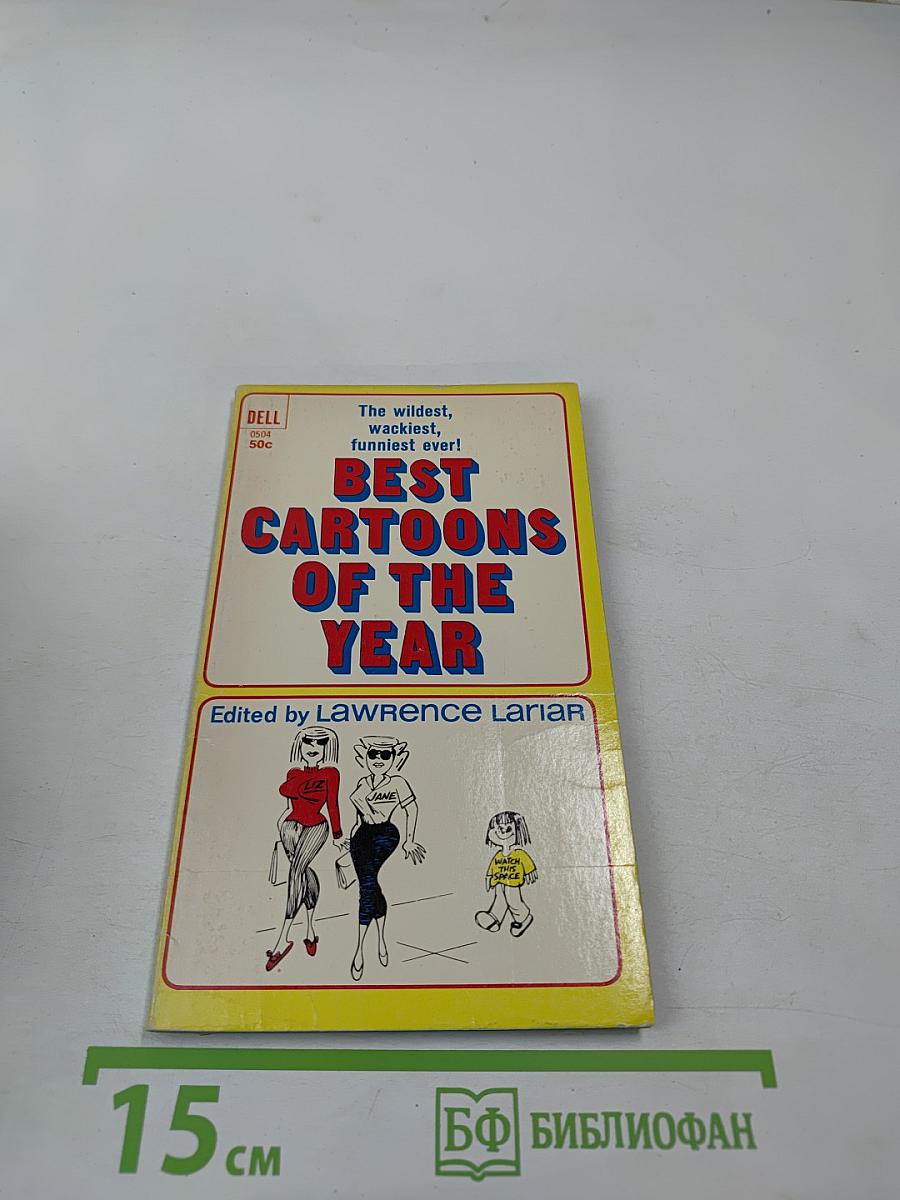 DELL
0504
50c
The wildest,
wackiest,
funniest ever!
BEST
CARTOONS
OF THE
YEAR
Edited by Lawrence Lariar
LIZ
JANE
WATCH
THIS
SPACE
15 см
БФ БИБЛИОФАН